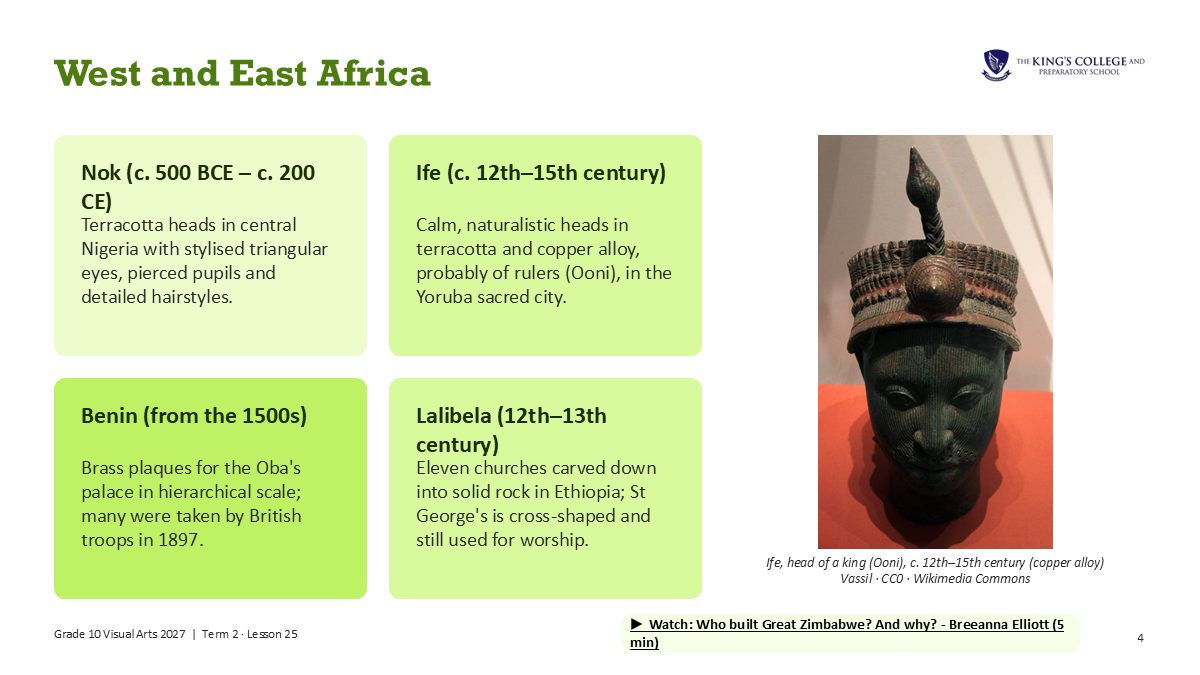 West and East Africa
THE KING'S COLLEGE AND
PREPARATORY SCHOOL
Nok (c. 500 BCE – c. 200
CE)
Terracotta heads in central
Nigeria with stylised triangular
eyes, pierced pupils and
detailed hairstyles.
Ife (c. 12th–15th century)
Calm, naturalistic heads in
terracotta and copper alloy,
probably of rulers (Ooni), in the
Yoruba sacred city.
Benin (from the 1500s)
Brass plaques for the Oba's
palace in hierarchical scale;
many were taken by British
troops in 1897.
Lalibela (12th–13th
century)
Eleven churches carved down
into solid rock in Ethiopia; St
George's is cross-shaped and
still used for worship.
Ife, head of a king (Ooni), c. 12th–15th century (copper alloy)
Vassil · CC0 · Wikimedia Commons
Grade 10 Visual Arts 2027 | Term 2 · Lesson 25
▶ Watch: Who built Great Zimbabwe? And why? - Breeanna Elliott (5
min)
4